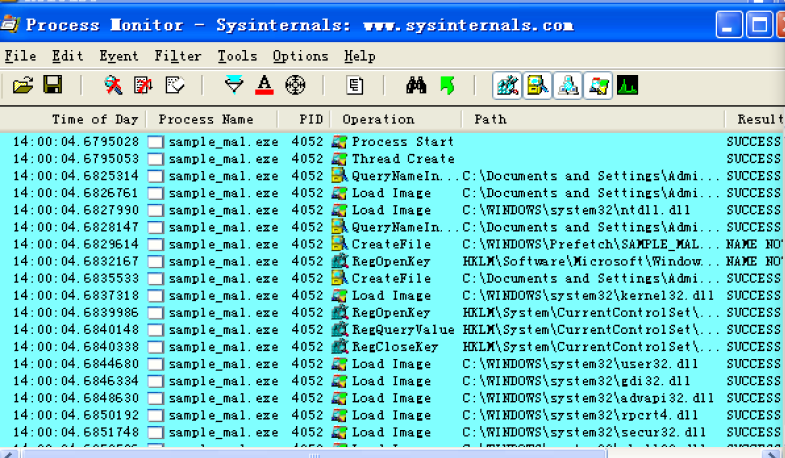 Process Monitor - Sysinternals: www.sysinternals.com
File Edit Event Filter Tools Options Help
Time of Day Process Name PID Operation Path Result
14:00:04.6795028 sample_mal.exe 4052 Process Start SUCCESS
14:00:04.6795053 sample_mal.exe 4052 Thread Create SUCCESS
14:00:04.6825314 sample_mal.exe 4052 QueryNameIn... C:\Documents and Settings\Admi... SUCCESS
14:00:04.6826761 sample_mal.exe 4052 Load Image C:\Documents and Settings\Admi... SUCCESS
14:00:04.6827990 sample_mal.exe 4052 Load Image C:\WINDOWS\system32\ntdll.dll SUCCESS
14:00:04.6828147 sample_mal.exe 4052 QueryNameIn... C:\Documents and Settings\Admi... SUCCESS
14:00:04.6829614 sample_mal.exe 4052 CreateFile C:\WINDOWS\Prefetch\SAMPLE_MAL... NAME NO
14:00:04.6832167 sample_mal.exe 4052 RegOpenKey HKLM\Software\Microsoft\Window... NAME NO
14:00:04.6835533 sample_mal.exe 4052 CreateFile C:\Documents and Settings\Admi... SUCCESS
14:00:04.6837318 sample_mal.exe 4052 Load Image C:\WINDOWS\system32\kernel32.dll SUCCESS
14:00:04.6839986 sample_mal.exe 4052 RegOpenKey HKLM\System\CurrentControlSet\... SUCCESS
14:00:04.6840148 sample_mal.exe 4052 RegQueryValue HKLM\System\CurrentControlSet\... SUCCESS
14:00:04.6840338 sample_mal.exe 4052 RegCloseKey HKLM\System\CurrentControlSet\... SUCCESS
14:00:04.6844680 sample_mal.exe 4052 Load Image C:\WINDOWS\system32\user32.dll SUCCESS
14:00:04.6846334 sample_mal.exe 4052 Load Image C:\WINDOWS\system32\gdi32.dll SUCCESS
14:00:04.6848630 sample_mal.exe 4052 Load Image C:\WINDOWS\system32\advapi32.dll SUCCESS
14:00:04.6850192 sample_mal.exe 4052 Load Image C:\WINDOWS\system32\rpcrt4.dll SUCCESS
14:00:04.6851748 sample_mal.exe 4052 Load Image C:\WINDOWS\system32\secur32.dll SUCCESS